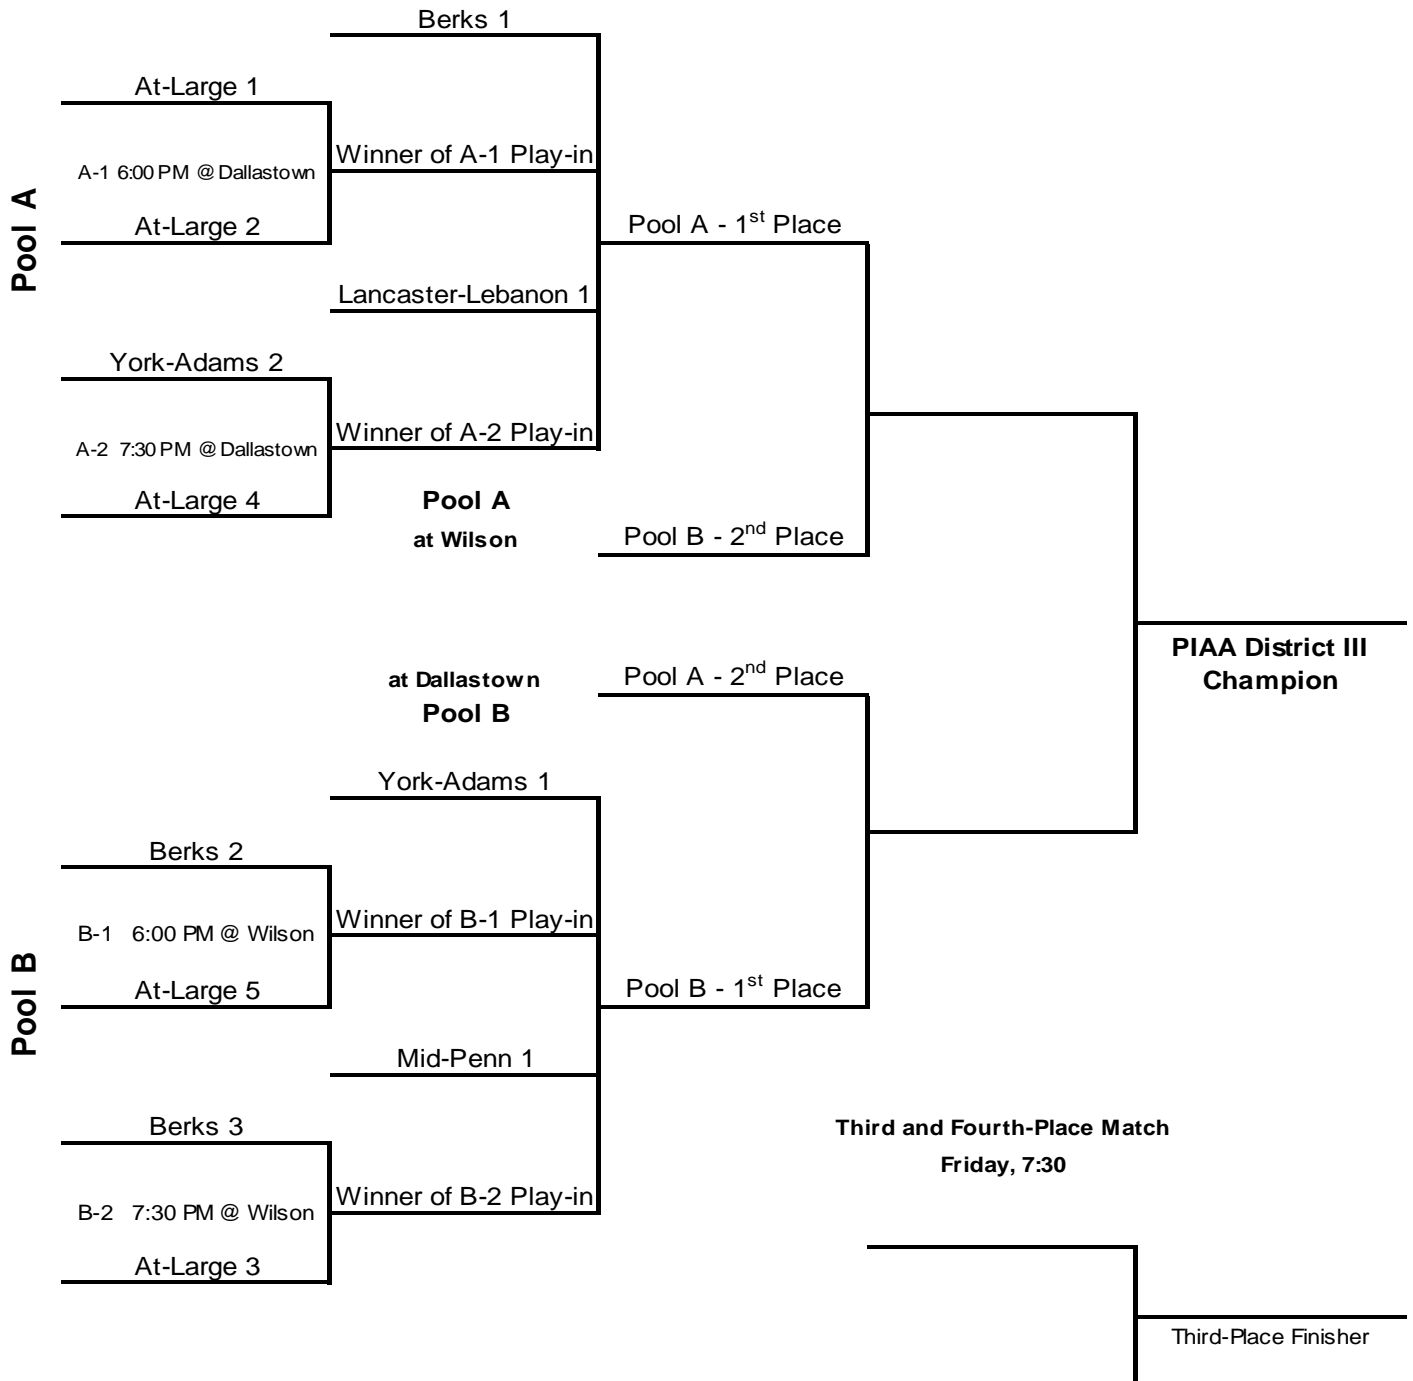 Berks 1
At-Large 1
Winner of A-1 Play-in
A-1 6:00 PM @ Dallastown
Pool A
At-Large 2
Pool A - 1st Place
Lancaster-Lebanon 1
York-Adams 2
Winner of A-2 Play-in
A-2 7:30 PM @ Dallastown
At-Large 4
Pool A
at Wilson
Pool B - 2nd Place
PIAA District III
Champion
at Dallastown
Pool A - 2nd Place
Pool B
York-Adams 1
Berks 2
Winner of B-1 Play-in
B-1 6:00 PM @ Wilson
Pool B
At-Large 5
Pool B - 1st Place
Mid-Penn 1
Berks 3
Third and Fourth-Place Match
Friday, 7:30
Winner of B-2 Play-in
B-2 7:30 PM @ Wilson
At-Large 3
Third-Place Finisher